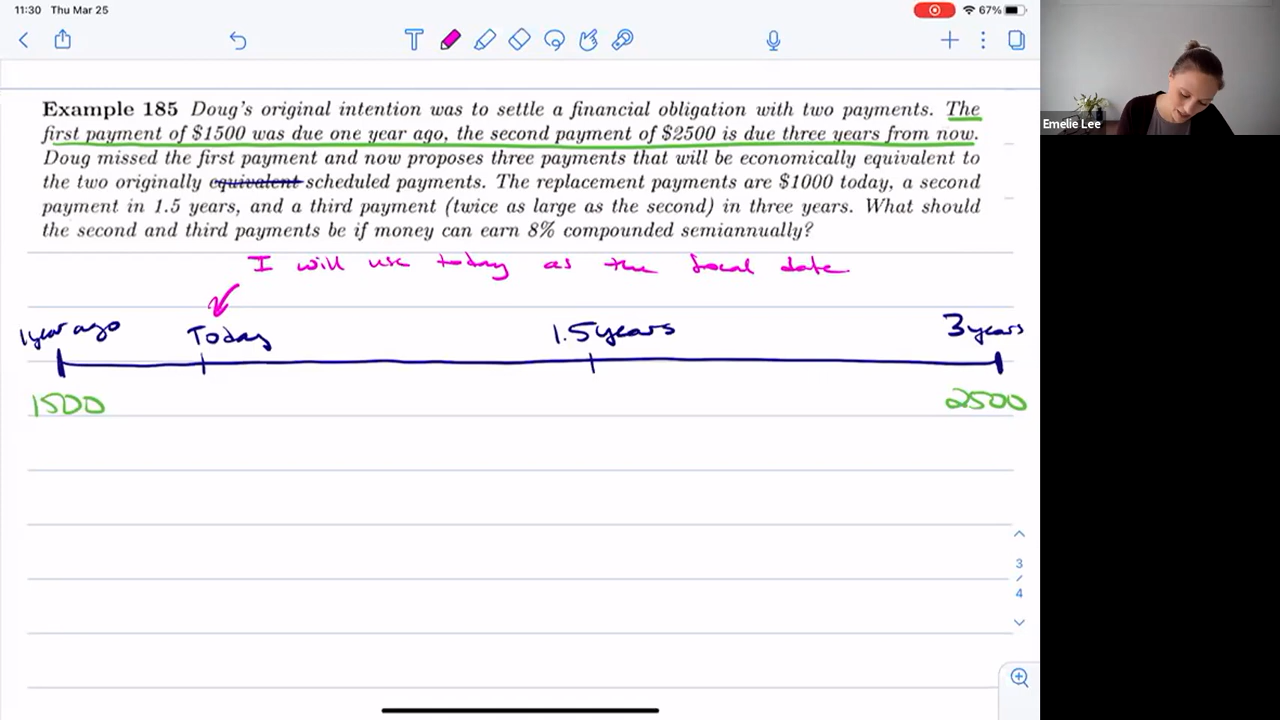 11:30 Thu Mar 25
67%
Example 185 Doug's original intention was to settle a financial obligation with two payments. The
first payment of $1500 was due one year ago, the second payment of $2500 is due three years from now.
Doug missed the first payment and now proposes three payments that will be economically equivalent to
the two originally equivalent scheduled payments. The replacement payments are $1000 today, a second
payment in 1.5 years, and a third payment (twice as large as the second) in three years. What should
the second and third payments be if money can earn 8% compounded semiannually?
I will use today as the focal date.
1 year ago Today 1.5 years 3 years
1500 2500
Emelie Lee
3
/
4